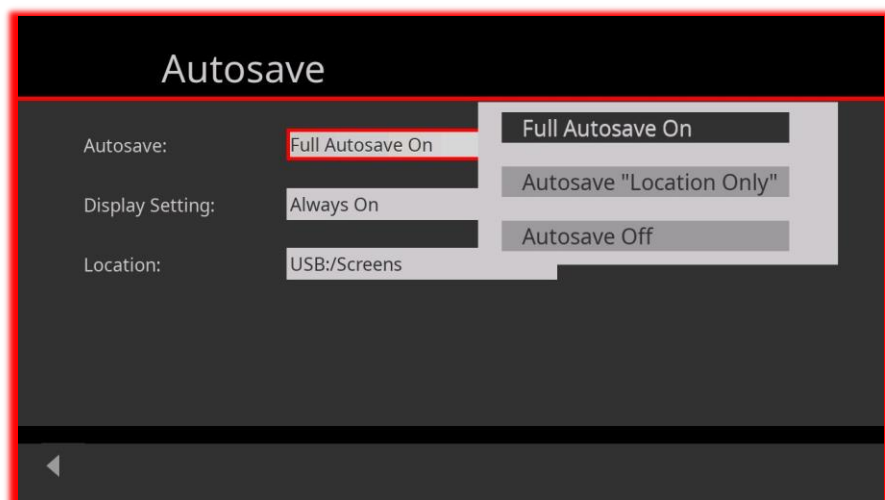 Autosave
Autosave:
Full Autosave On
Display Setting:
Always On
Location:
USB:/Screens
Full Autosave On
Autosave "Location Only"
Autosave Off